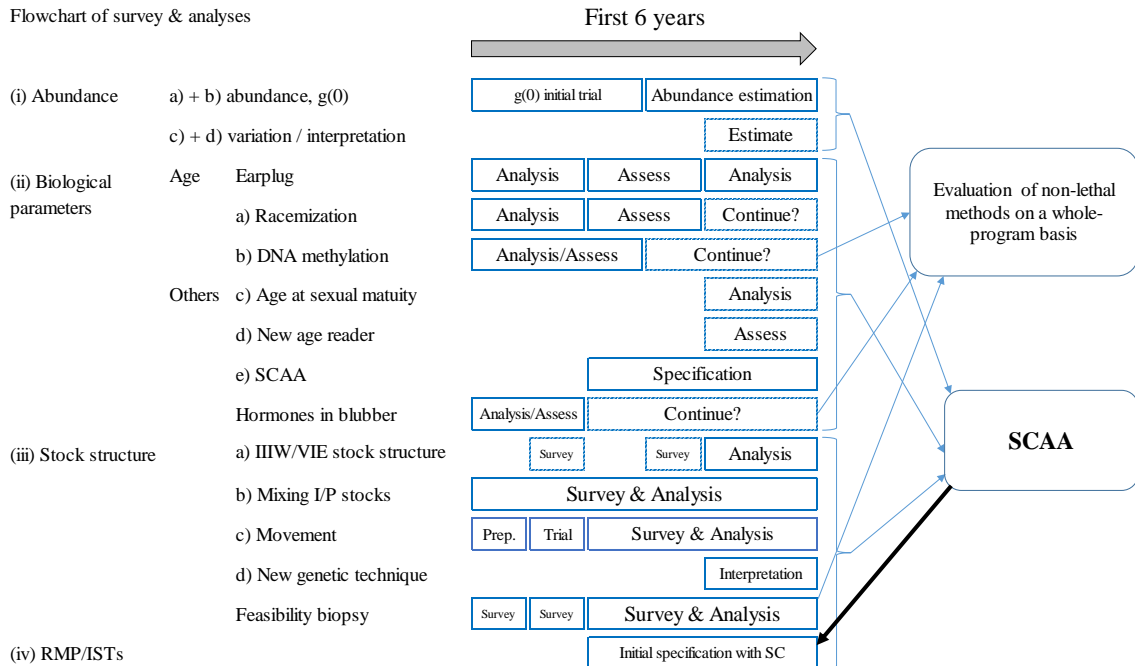 Flowchart of survey & analyses
First 6 years
(i) Abundance a) + b) abundance, g(0) g(0) initial trial Abundance estimation
c) + d) variation / interpretation Estimate
(ii) Biological parameters Age Earplug Analysis Assess Analysis
a) Racemization Analysis Assess Continue?
b) DNA methylation Analysis/Assess Continue?
Others c) Age at sexual maturity Analysis
d) New age reader Assess
e) SCAA Specification
Hormones in blubber Analysis/Assess Continue?
(iii) Stock structure a) IIIW/VIE stock structure Survey Survey Analysis
b) Mixing I/P stocks Survey & Analysis
c) Movement Prep. Trial Survey & Analysis
d) New genetic technique Interpretation
Feasibility biopsy Survey Survey Survey & Analysis
(iv) RMP/ISTs Initial specification with SC
Evaluation of non-lethal
methods on a whole-
program basis
SCAA